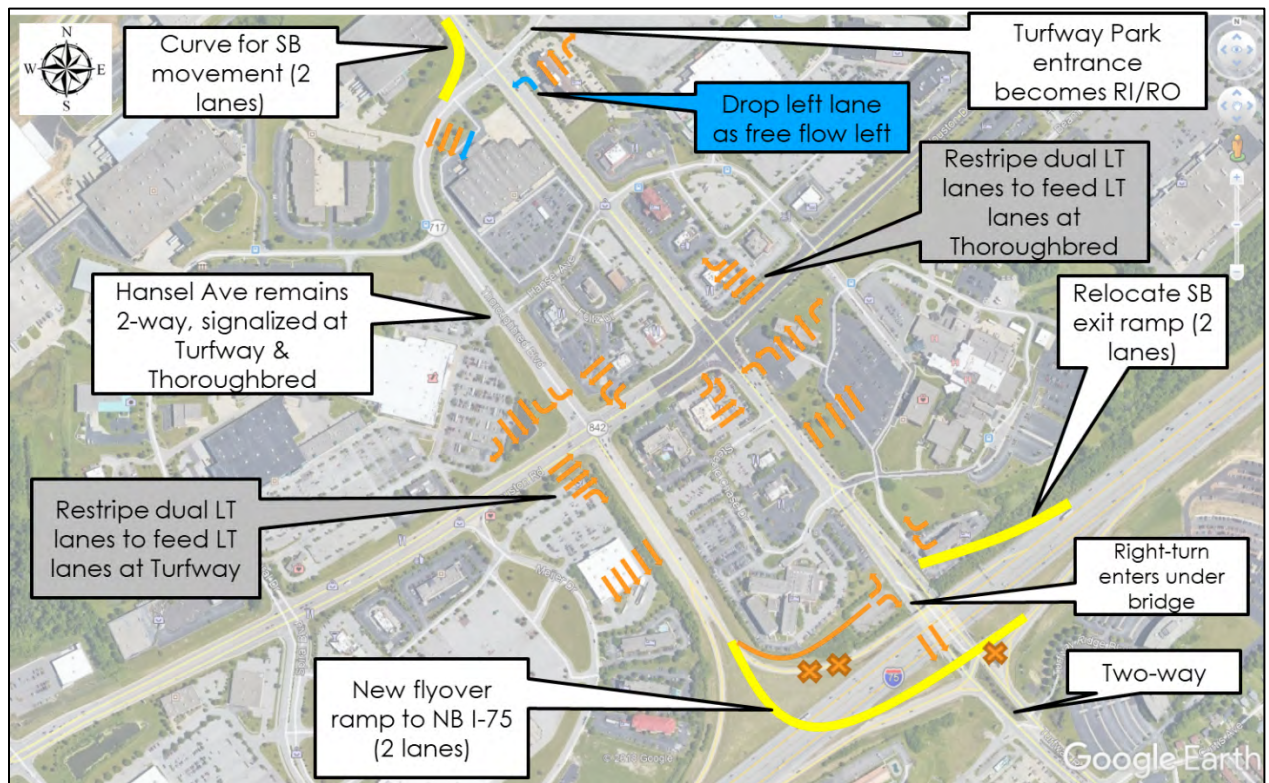 N
W E
S
Curve for SB
movement (2
lanes)
Turfway Park
entrance
becomes RI/RO
Drop left lane
as free flow left
Restripe dual LT
lanes to feed LT
lanes at
Thoroughbred
717
Hansel Ave remains
2-way, signalized at
Turfway &
Thoroughbred
Relocate SB
exit ramp (2
lanes)
842
Restripe dual LT
lanes to feed LT
lanes at Turfway
Right-turn
enters under
bridge
75
New flyover
ramp to NB I-75
(2 lanes)
Two-way
Google Earth